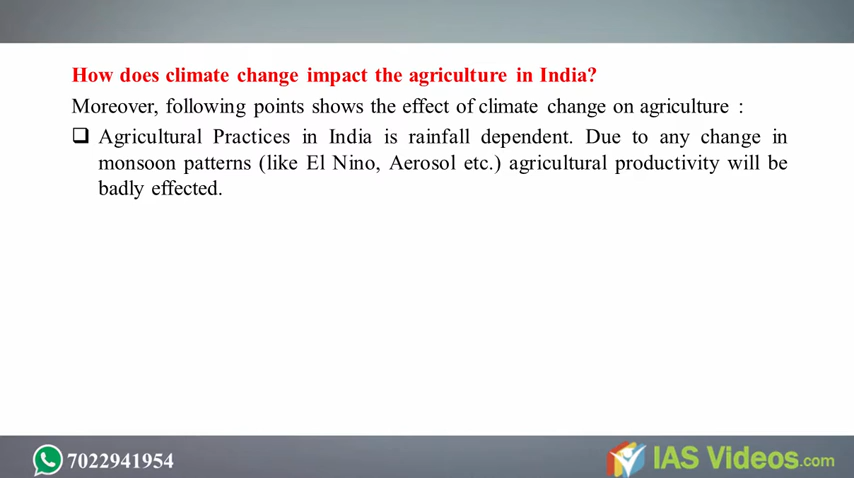 How does climate change impact the agriculture in India?
Moreover, following points shows the effect of climate change on agriculture :
Agricultural Practices in India is rainfall dependent. Due to any change in
monsoon patterns (like El Nino, Aerosol etc.) agricultural productivity will be
badly effected.
7022941954
IAS Videos.com